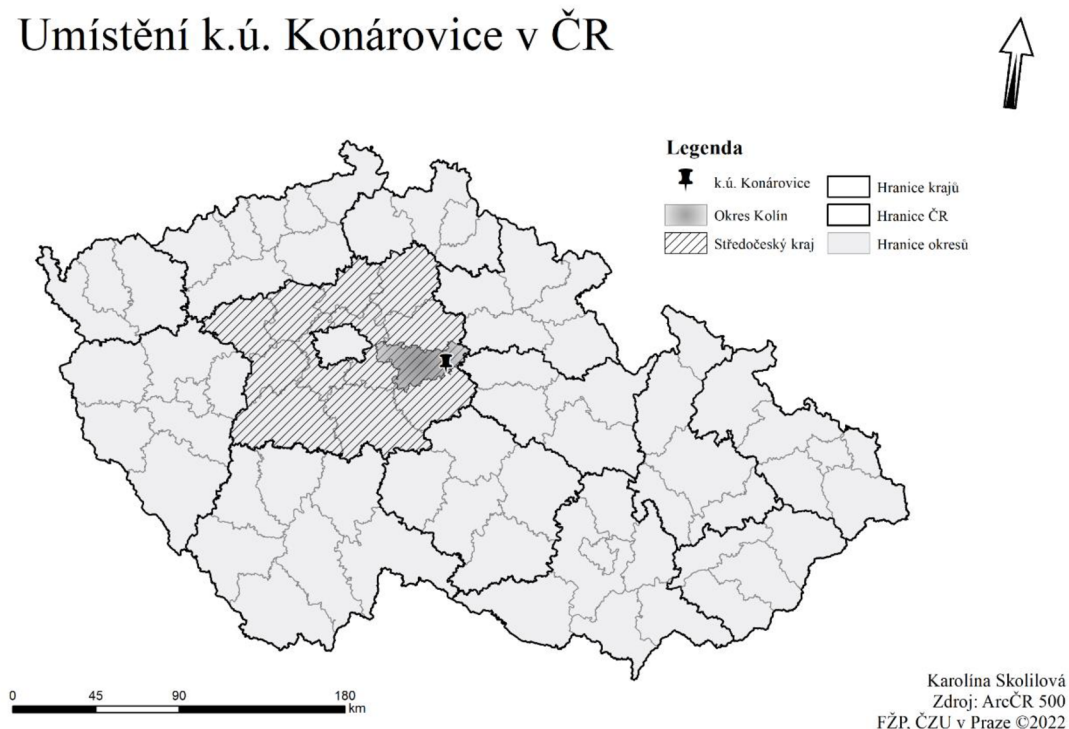 Umístění k.ú. Konárovice v ČR
Legenda
k.ú. Konárovice
Okres Kolín
Středočeský kraj
Hranice krajů
Hranice ČR
Hranice okresů
0 45 90 180
km
Karolína Skolilová
Zdroj: ArcČR 500
FŽP, ČZU v Praze ©2022